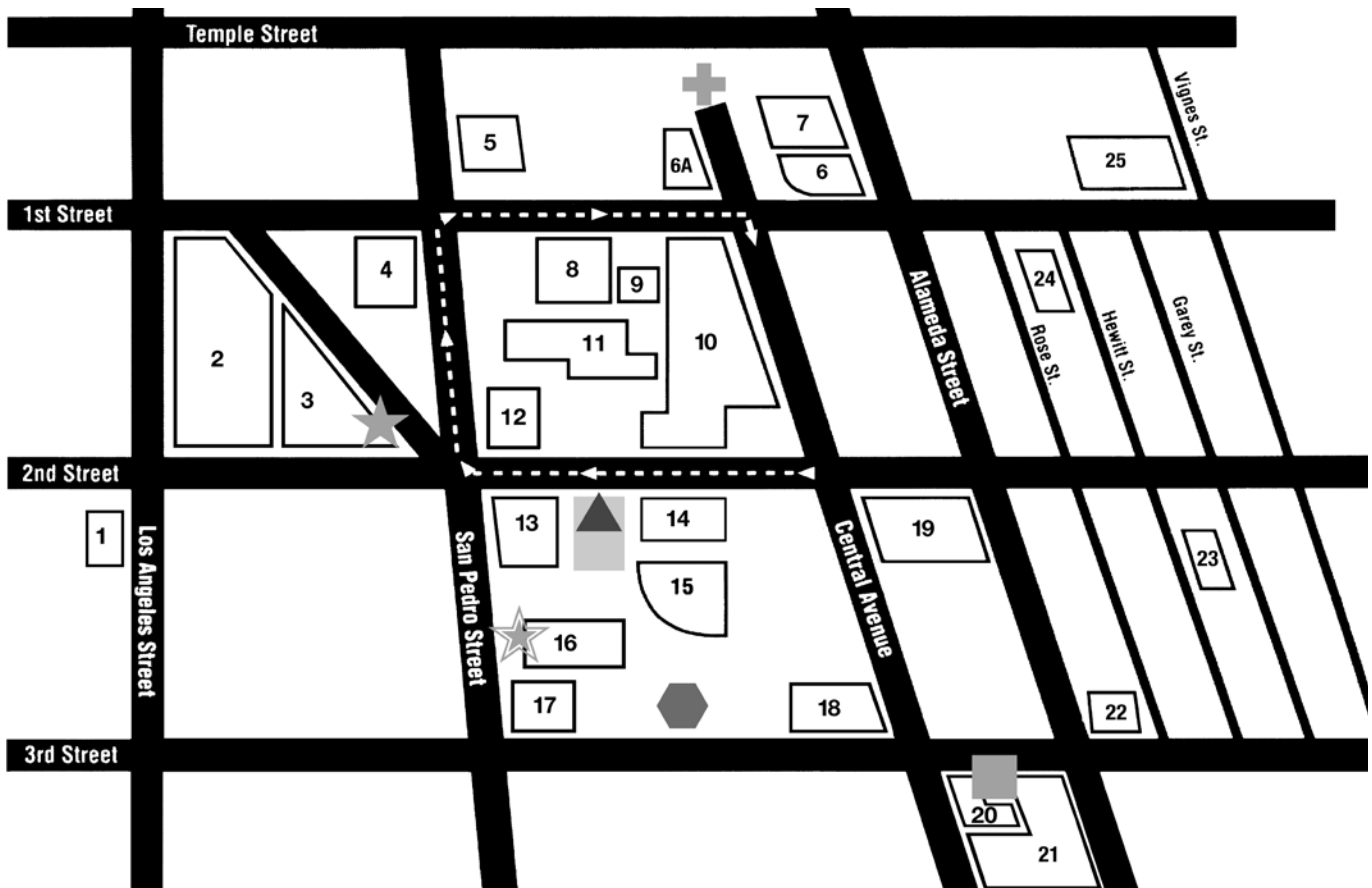 Temple Street
Vignes St.
5
6A
7
6
25
1st Street
2
3
4
8
9
10
11
12
Alameda Street
24
Rose St.
Hewitt St.
Garey St.
2nd Street
1
Los Angeles Street
San Pedro Street
13
14
15
16
17
18
Central Avenue
19
23
22
3rd Street
20
21